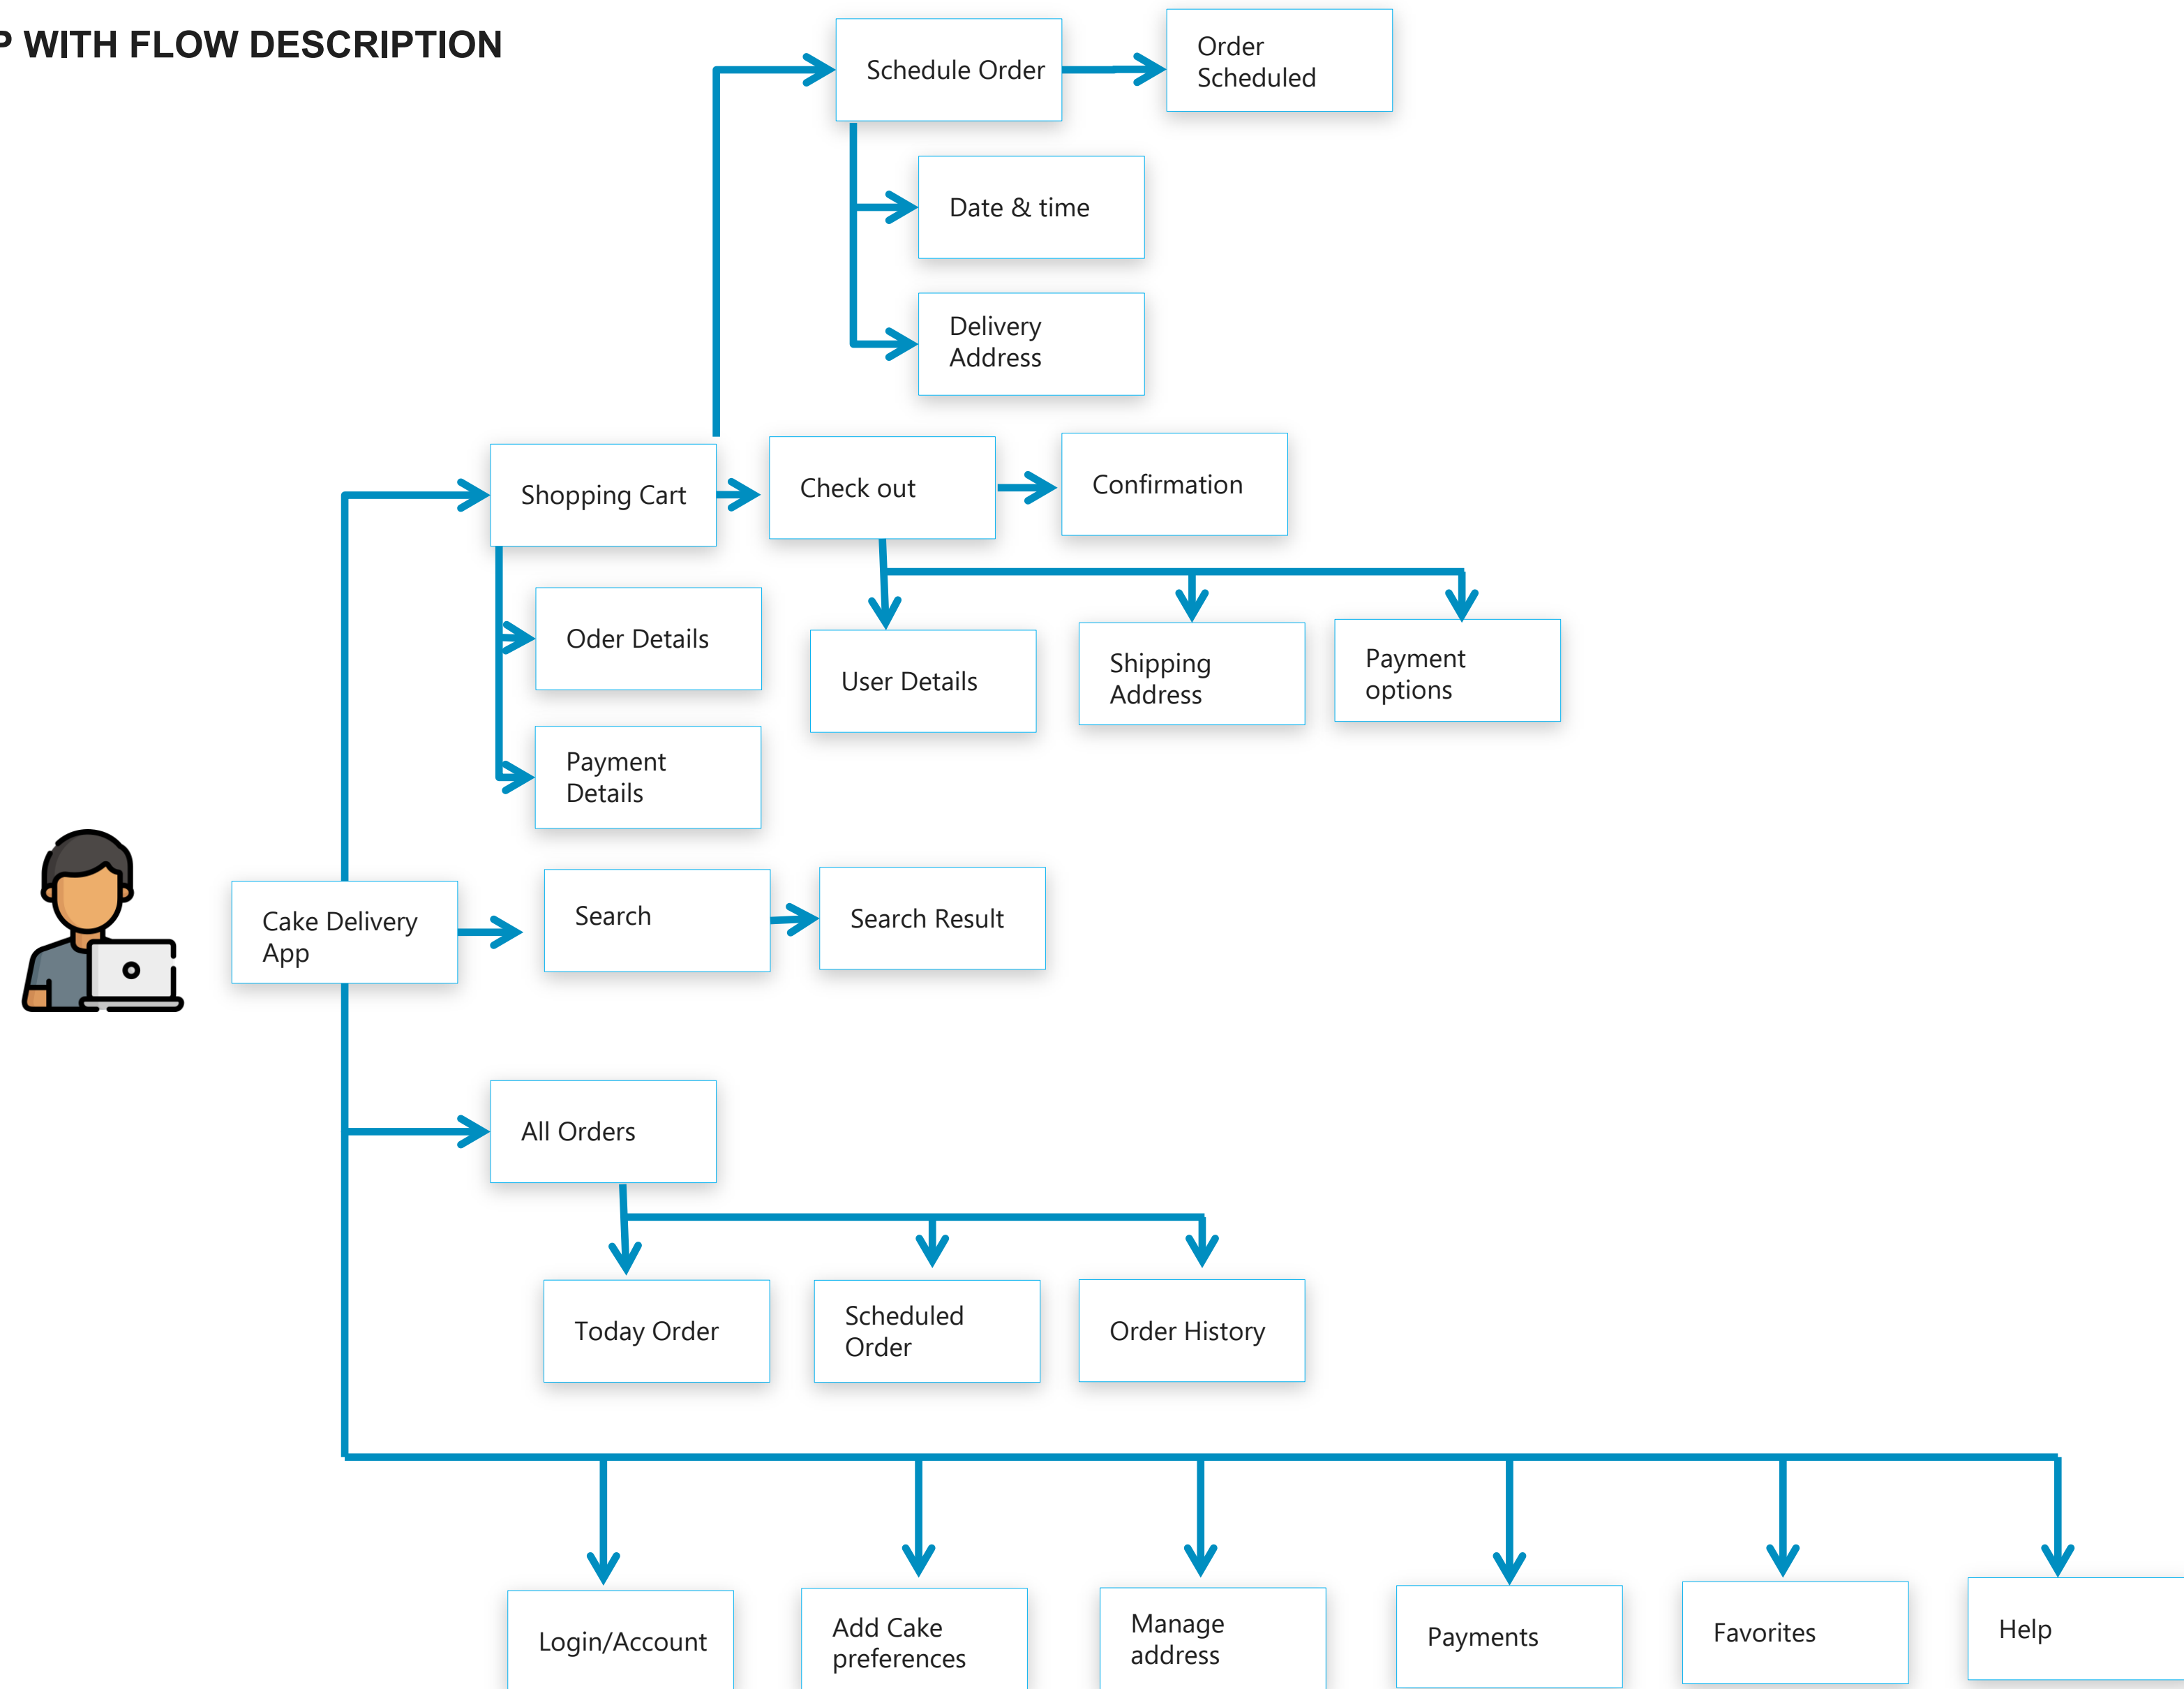 P WITH FLOW DESCRIPTION
Schedule Order
Order
Scheduled
Date & time
Delivery
Address
Shopping Cart
Check out
Confirmation
Oder Details
User Details
Shipping
Address
Payment
options
Payment
Details
Cake Delivery
App
Search
Search Result
All Orders
Today Order
Scheduled
Order
Order History
Login/Account
Add Cake
preferences
Manage
address
Payments
Favorites
Help